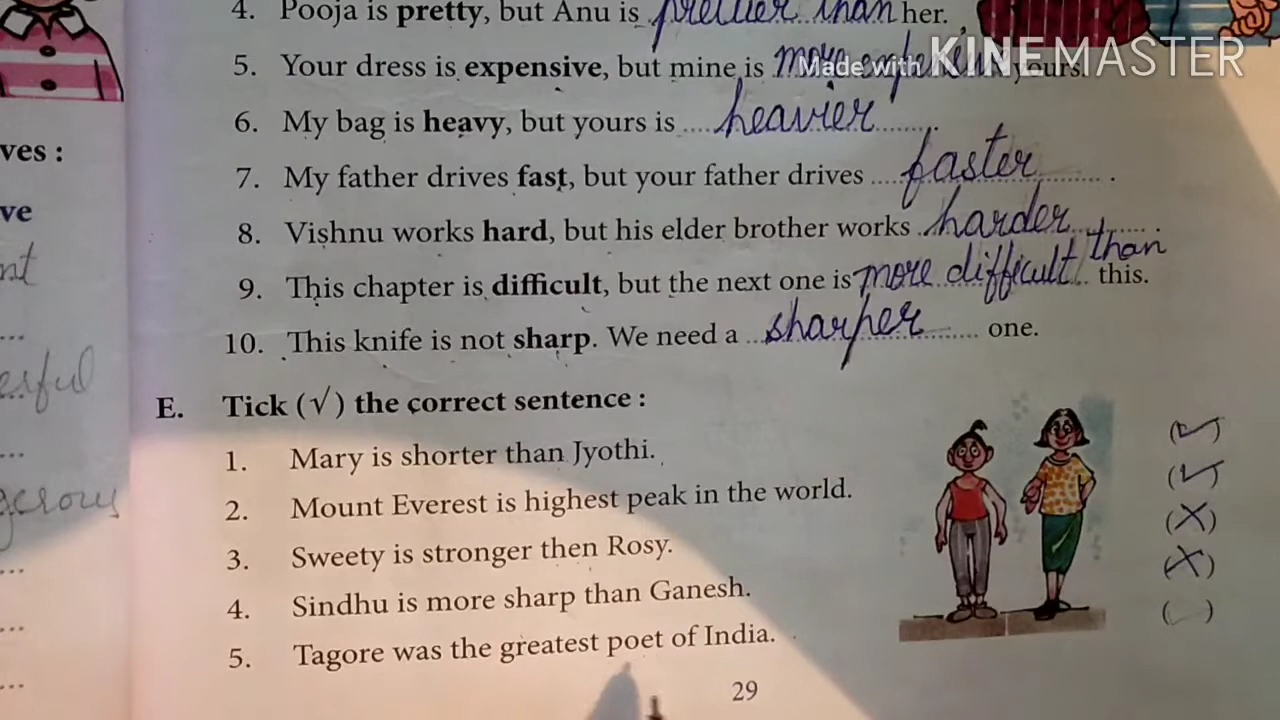 4. Pooja is pretty, but Anu is prettier than her.
5. Your dress is expensive, but mine is more yours.
Made with KINEMASTER
6. My bag is heavy, but yours is .... heavier ........
7. My father drives fast, but your father drives .... faster .......... .
ves :
ve
8. Vishnu works hard, but his elder brother works .. harder ........ .
nt
9. This chapter is difficult, but the next one is more difficult than this.
10. This knife is not sharp. We need a ... sharper ........... one.
...
esful
E. Tick (√) the correct sentence :
1. Mary is shorter than Jyothi. (✓)
...
2. Mount Everest is highest peak in the world. (✓)
gerous
3. Sweety is stronger then Rosy. (X)
...
4. Sindhu is more sharp than Ganesh. (X)
...
5. Tagore was the greatest poet of India. ( )
...
29